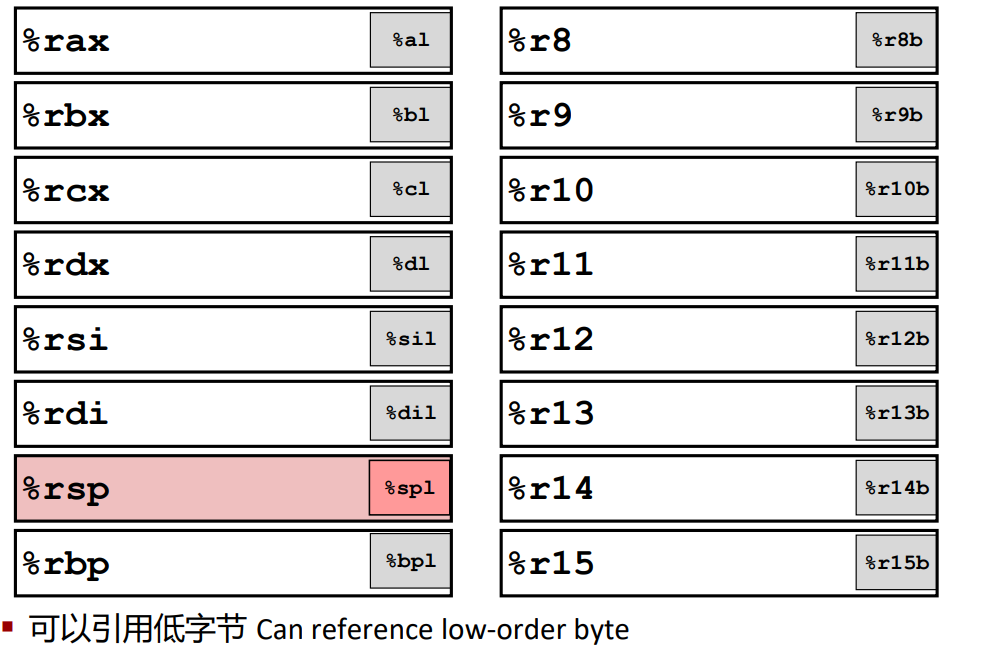 %rax %al %r8 %r8b
%rbx %bl %r9 %r9b
%rcx %cl %r10 %r10b
%rdx %dl %r11 %r11b
%rsi %sil %r12 %r12b
%rdi %dil %r13 %r13b
%rsp %spl %r14 %r14b
%rbp %bpl %r15 %r15b
可以引用低字节 Can reference low-order byte